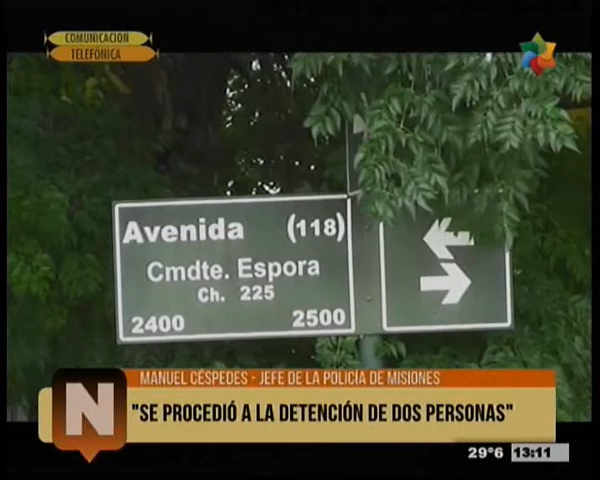 COMUNICACIÓN
TELEFÓNICA
Avenida (118)
Cmdte. Espora
Ch. 225
2400 2500
MANUEL CÉSPEDES - JEFE DE LA POLICÍA DE MISIONES
N
"SE PROCEDIÓ A LA DETENCIÓN DE DOS PERSONAS"
29°6 13:11